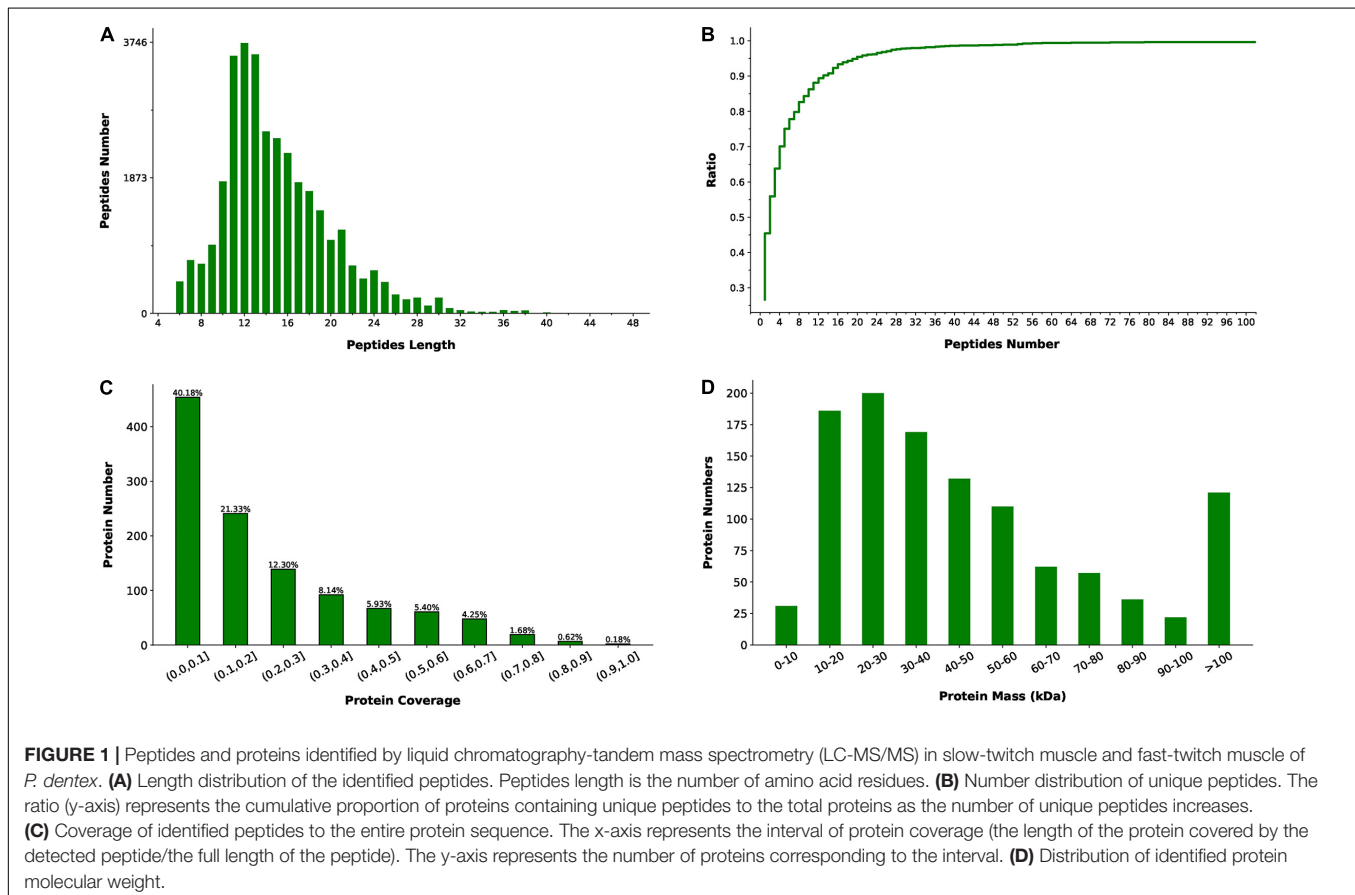 A
3746
1873
0
Peptides Number
4 8 12 16 20 24 28 32 36 40 44 48
Peptides Length
B
1.0
0.9
0.8
0.7
0.6
0.5
0.4
0.3
Ratio
0 4 8 12 16 20 24 28 32 36 40 44 48 52 56 60 64 68 72 76 80 84 88 92 96 100
Peptides Number
C
400
300
200
100
0
Protein Number
40.18%
21.33%
12.30%
8.14%
5.93%
5.40%
4.25%
1.68%
0.62%
0.18%
(0.0,0.1] (0.1,0.2] (0.2,0.3] (0.3,0.4] (0.4,0.5] (0.5,0.6] (0.6,0.7] (0.7,0.8] (0.8,0.9] (0.9,1.0]
Protein Coverage
D
200
175
150
125
100
75
50
25
0
Protein Numbers
0-10 10-20 20-30 30-40 40-50 50-60 60-70 70-80 80-90 90-100 >100
Protein Mass (kDa)
FIGURE 1 | Peptides and proteins identified by liquid chromatography-tandem mass spectrometry (LC-MS/MS) in slow-twitch muscle and fast-twitch muscle of
P. dentex. (A) Length distribution of the identified peptides. Peptides length is the number of amino acid residues. (B) Number distribution of unique peptides. The
ratio (y-axis) represents the cumulative proportion of proteins containing unique peptides to the total proteins as the number of unique peptides increases.
(C) Coverage of identified peptides to the entire protein sequence. The x-axis represents the interval of protein coverage (the length of the protein covered by the
detected peptide/the full length of the peptide). The y-axis represents the number of proteins corresponding to the interval. (D) Distribution of identified protein
molecular weight.